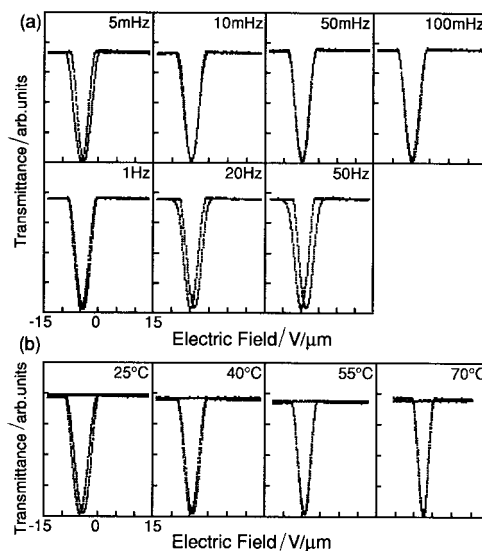 (a)
5mHz 10mHz 50mHz 100mHz
Transmittance/arb.units
1Hz 20Hz 50Hz
-15 0 15
Electric Field/V/μm
(b)
25°C 40°C 55°C 70°C
Transmittance/arb.units
-15 0 15
Electric Field/V/μm